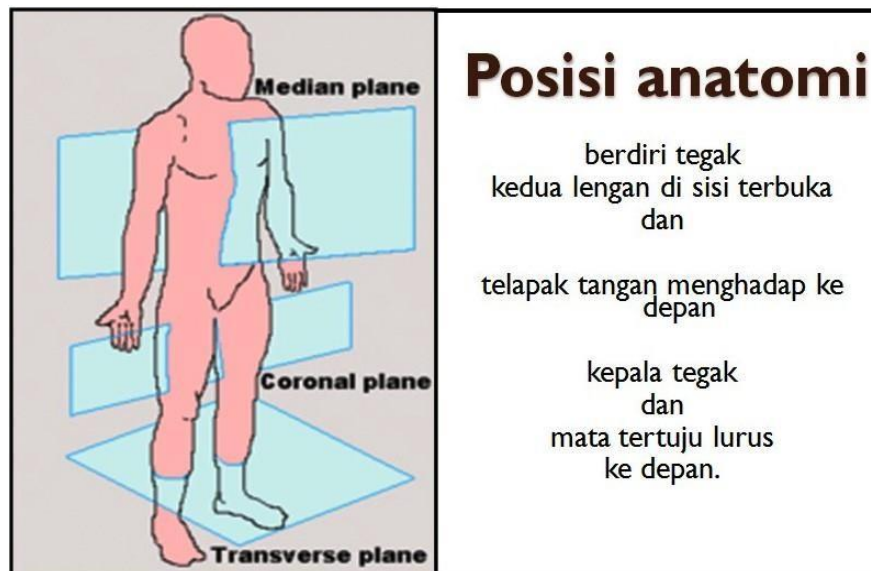 Median plane
Coronal plane
Transverse plane
Posisi anatomi
berdiri tegak
kedua lengan di sisi terbuka
dan
telapak tangan menghadap ke
depan
kepala tegak
dan
mata tertuju lurus
ke depan.